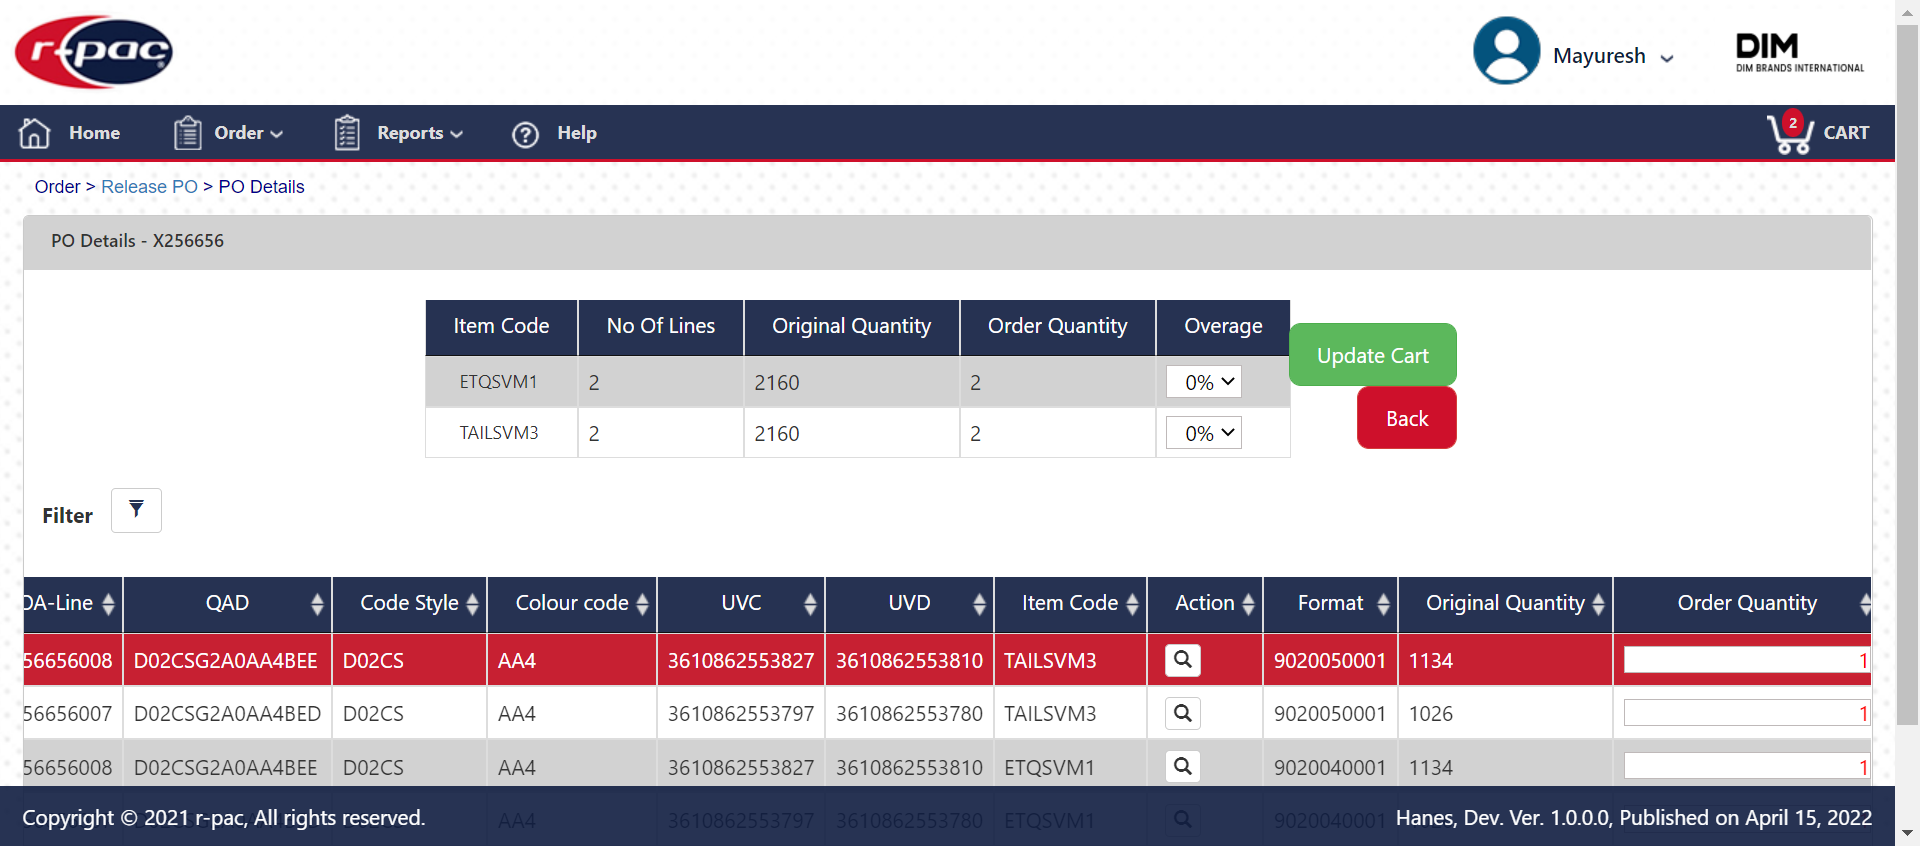 r-pac
Mayuresh
DIM
DIM BRANDS INTERNATIONAL
Home Order Reports Help 2 CART
Order > Release PO > PO Details
PO Details - X256656
Item Code No Of Lines Original Quantity Order Quantity Overage
ETQSVM1 2 2160 2 0%
TAILSVM3 2 2160 2 0%
Update Cart
Back
Filter
OA-Line QAD Code Style Colour code UVC UVD Item Code Action Format Original Quantity Order Quantity
56656008 D02CSG2A0AA4BEE D02CS AA4 3610862553827 3610862553810 TAILSVM3 9020050001 1134 1
56656007 D02CSG2A0AA4BED D02CS AA4 3610862553797 3610862553780 TAILSVM3 9020050001 1026 1
56656008 D02CSG2A0AA4BEE D02CS AA4 3610862553827 3610862553810 ETQSVM1 9020040001 1134 1
AA4 3610862553797 3610862553780 ETQSVM1
Copyright © 2021 r-pac, All rights reserved. Hanes, Dev. Ver. 1.0.0.0, Published on April 15, 2022